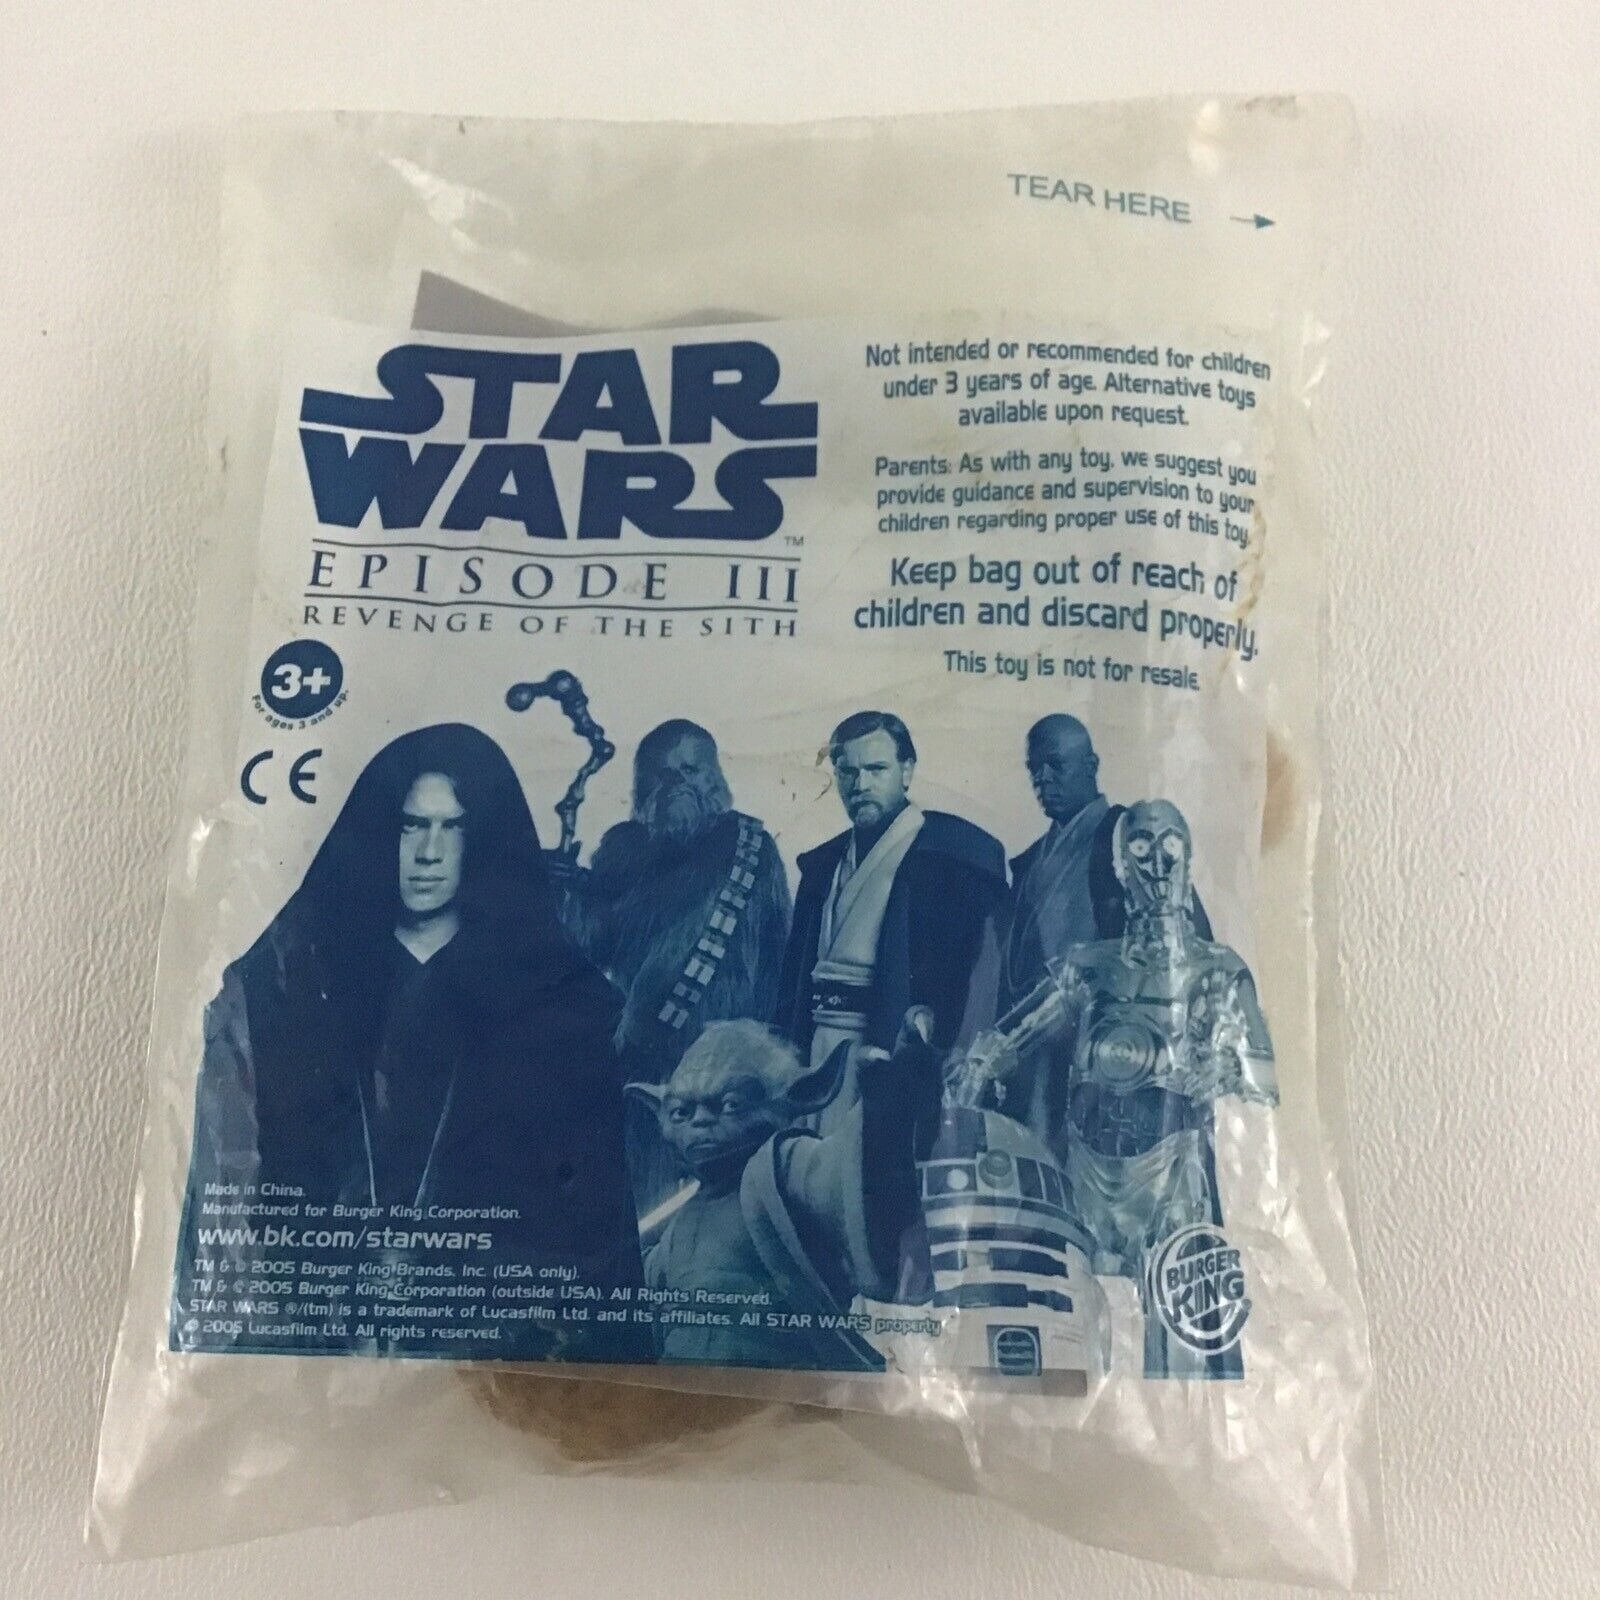 TEAR HERE
STAR
WARS
TM
EPISODE III
REVENGE OF THE SITH
Not intended or recommended for children
under 3 years of age. Alternative toys
available upon request.
Parents: As with any toy, we suggest you
provide guidance and supervision to your
children regarding proper use of this toy.
Keep bag out of reach of
children and discard properly.
This toy is not for resale.
3+
For ages 3 and up.
CE
Made in China.
Manufactured for Burger King Corporation.
www.bk.com/starwars
TM & © 2005 Burger King Brands, Inc. (USA only).
TM & © 2005 Burger King Corporation (outside USA). All Rights Reserved.
STAR WARS ®/(tm) is a trademark of Lucasfilm Ltd. and its affiliates. All STAR WARS property
© 2005 Lucasfilm Ltd. All rights reserved.
BURGER
KING